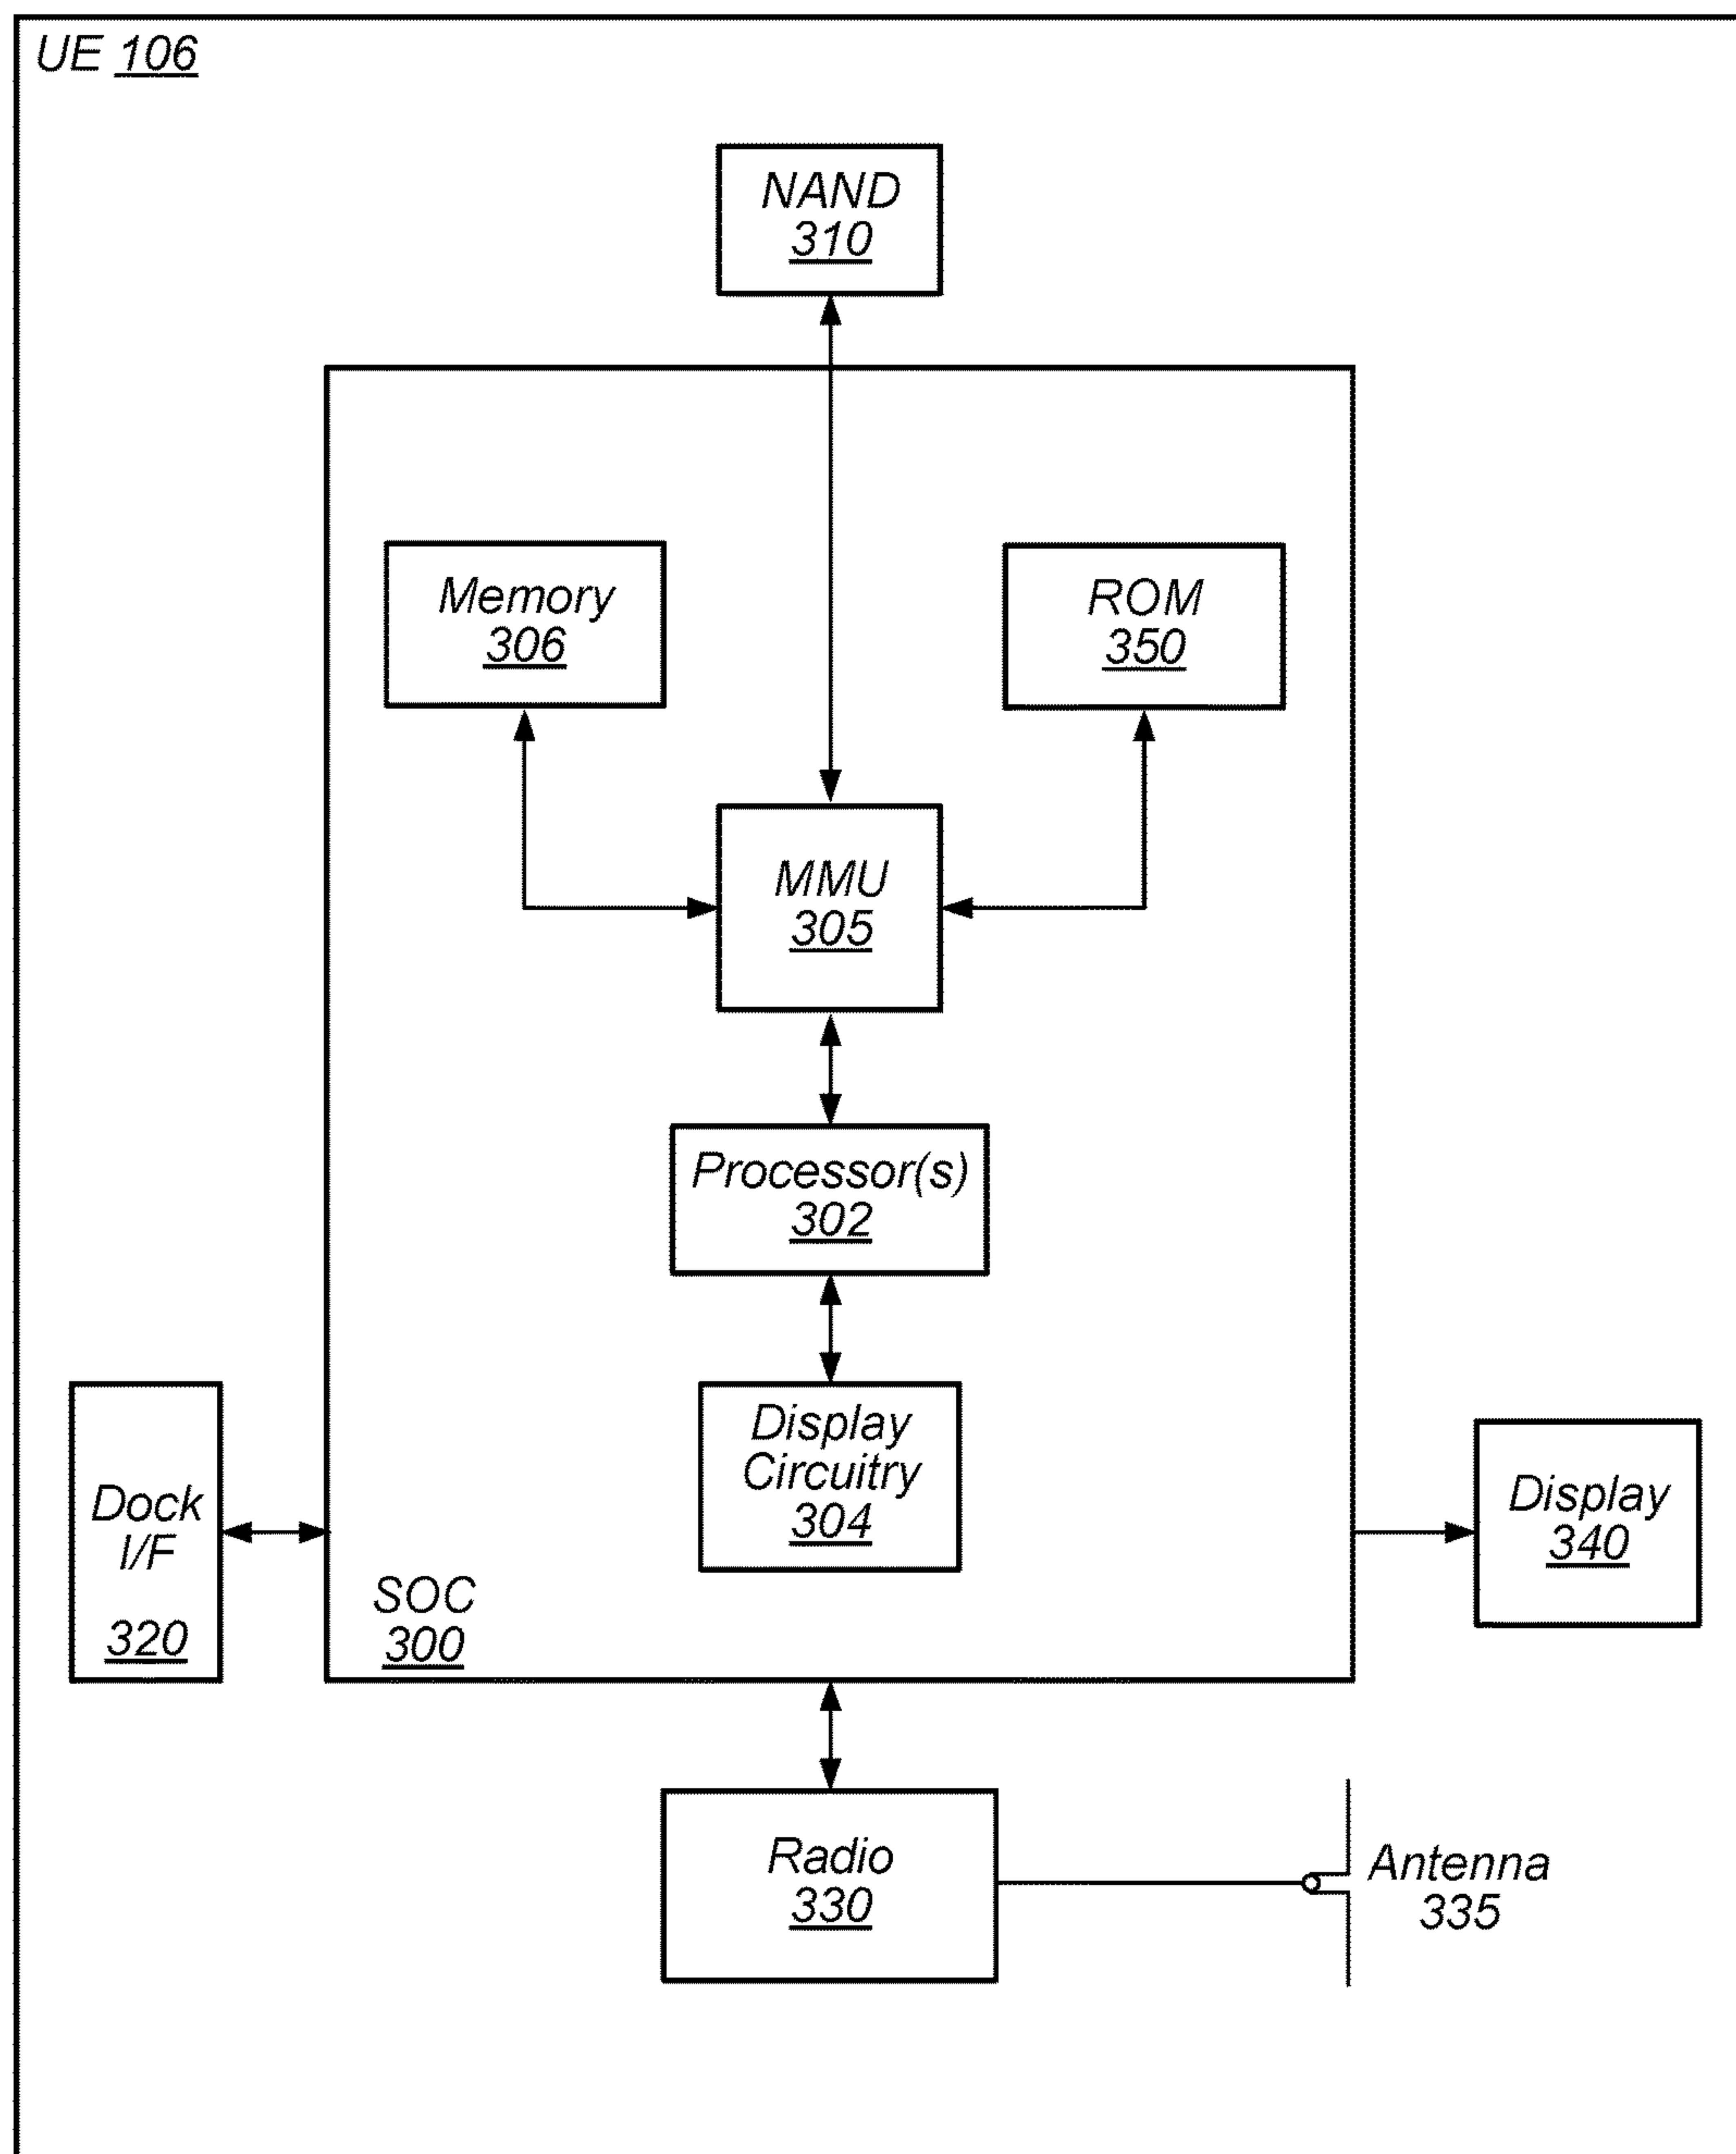 UE 106
NAND
310
Memory
306
ROM
350
MMU
305
Processor(s)
302
Display
Circuitry
304
Dock
I/F
320
SOC
300
Display
340
Radio
330
Antenna
335